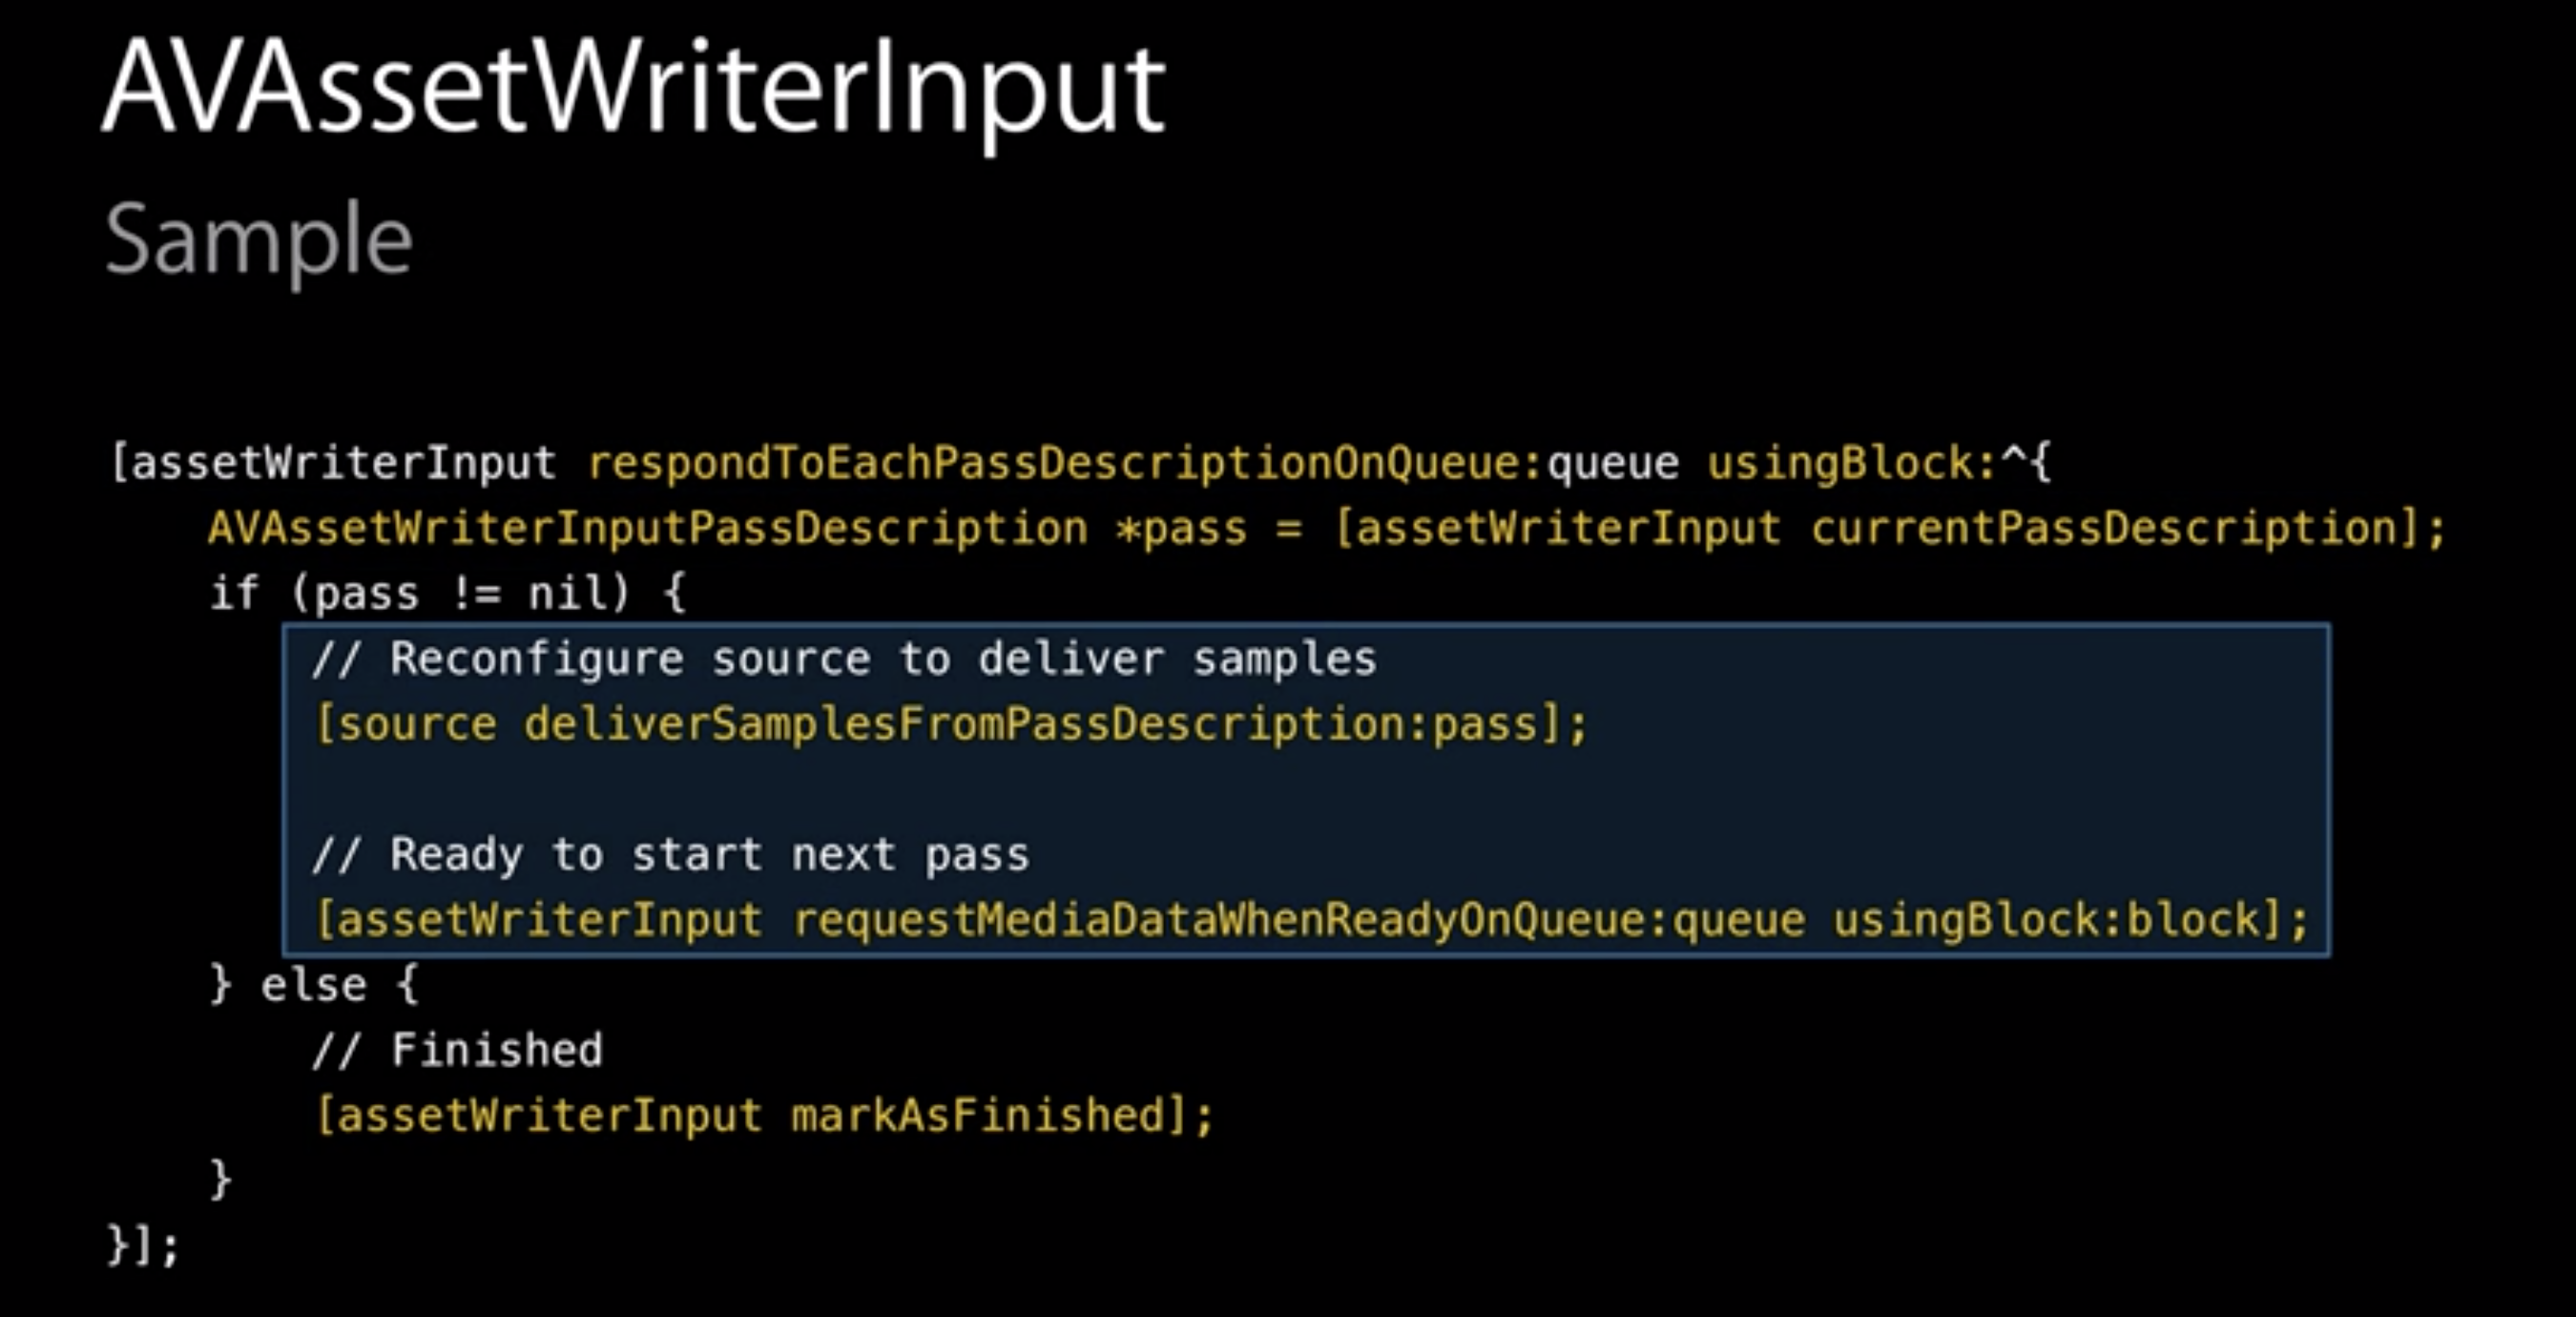 AVAssetWriterInput
Sample
[assetWriterInput respondToEachPassDescriptionOnQueue:queue usingBlock:^{
    AVAssetWriterInputPassDescription *pass = [assetWriterInput currentPassDescription];
    if (pass != nil) {
        // Reconfigure source to deliver samples
        [source deliverSamplesFromPassDescription:pass];
        // Ready to start next pass
        [assetWriterInput requestMediaDataWhenReadyOnQueue:queue usingBlock:block];
    } else {
        // Finished
        [assetWriterInput markAsFinished];
    }
}];